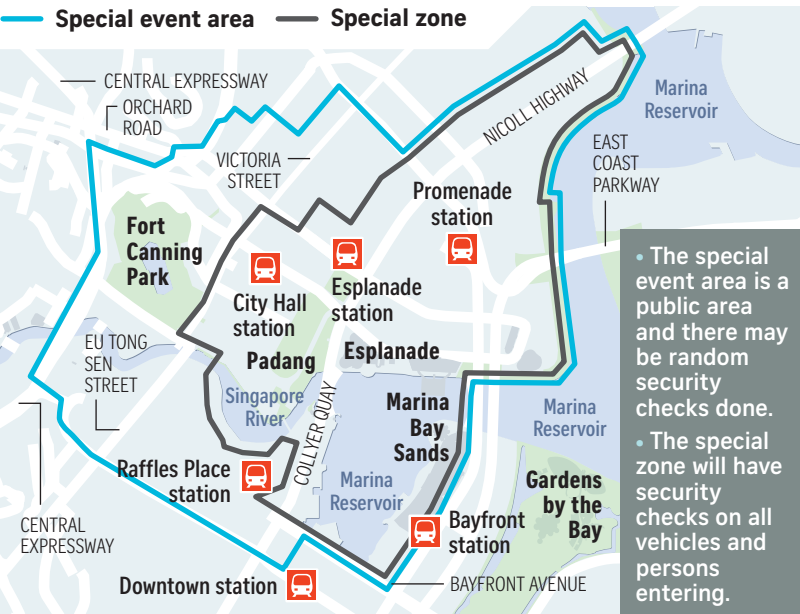 Special event area
Special zone
CENTRAL EXPRESSWAY
ORCHARD
ROAD
VICTORIA
STREET
NICOLL HIGHWAY
Marina
Reservoir
EAST
COAST
PARKWAY
Promenade
station
Fort
Canning
Park
City Hall
station
Esplanade
station
EU TONG
SEN
STREET
Padang
Esplanade
Singapore
River
COLLYER QUAY
Marina
Bay
Sands
Marina
Reservoir
Raffles Place
station
Marina
Reservoir
Gardens
by the
Bay
CENTRAL
EXPRESSWAY
Bayfront
station
Downtown station
BAYFRONT AVENUE
• The special
event area is a
public area
and there may
be random
security
checks done.
• The special
zone will have
security
checks on all
vehicles and
persons
entering.